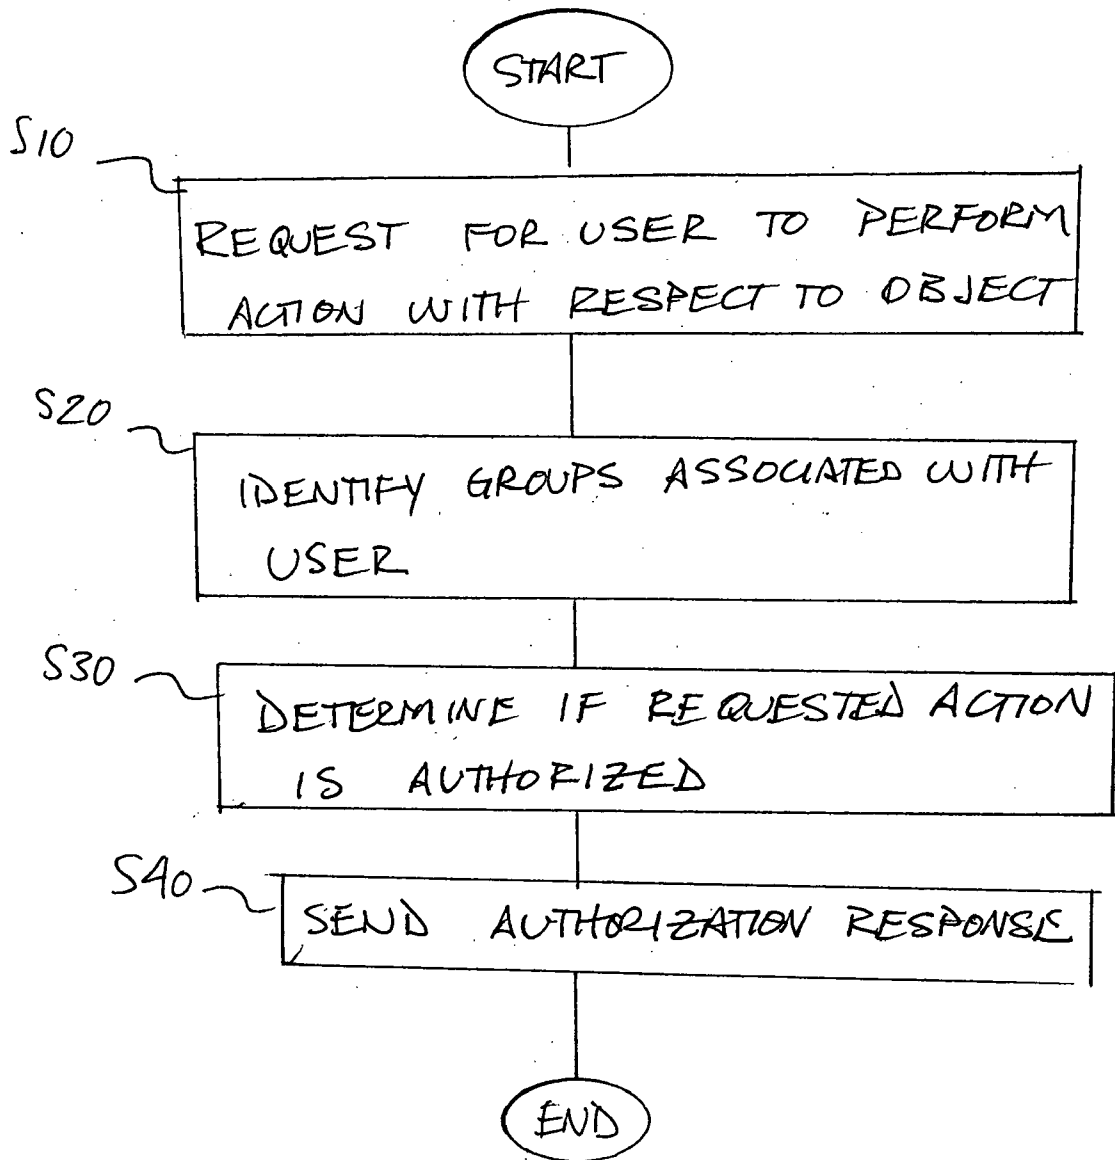 START
S10
REQUEST FOR USER TO PERFORM
ACTION WITH RESPECT TO OBJECT
S20
IDENTIFY GROUPS ASSOCIATED WITH
USER
S30
DETERMINE IF REQUESTED ACTION
IS AUTHORIZED
S40
SEND AUTHORIZATION RESPONSE
END